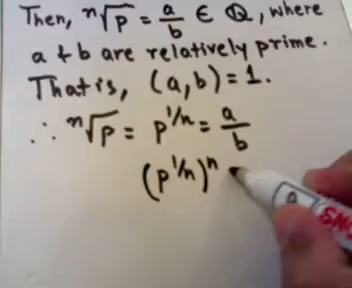 Then, ⁿ√p = a/b ∈ ℚ, where
a & b are relatively prime.
That is, (a,b) = 1.
∴ ⁿ√p = p^1/n = a/b
(p^1/n)^n